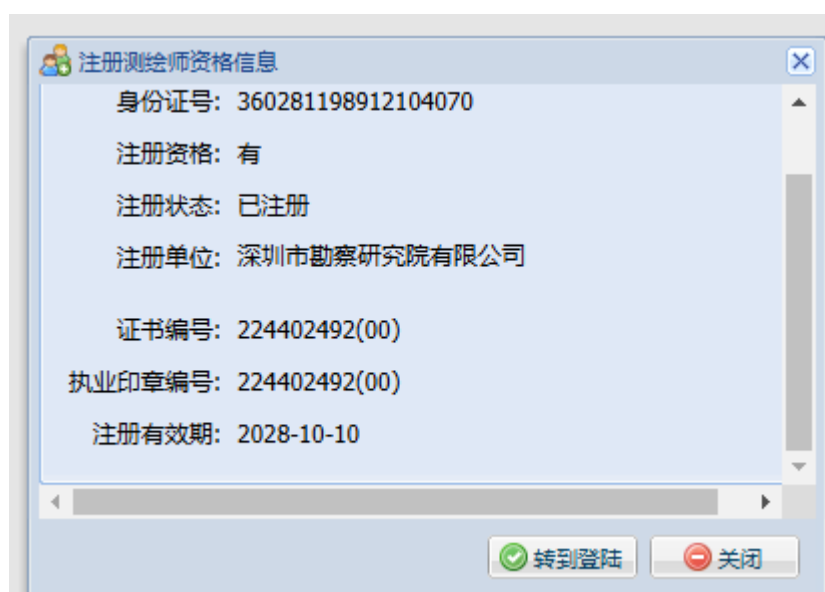 注册测绘师资格信息
身份证号: 360281198912104070
注册资格: 有
注册状态: 已注册
注册单位: 深圳市勘察研究院有限公司
证书编号: 224402492(00)
执业印章编号: 224402492(00)
注册有效期: 2028-10-10
转到登陆 关闭